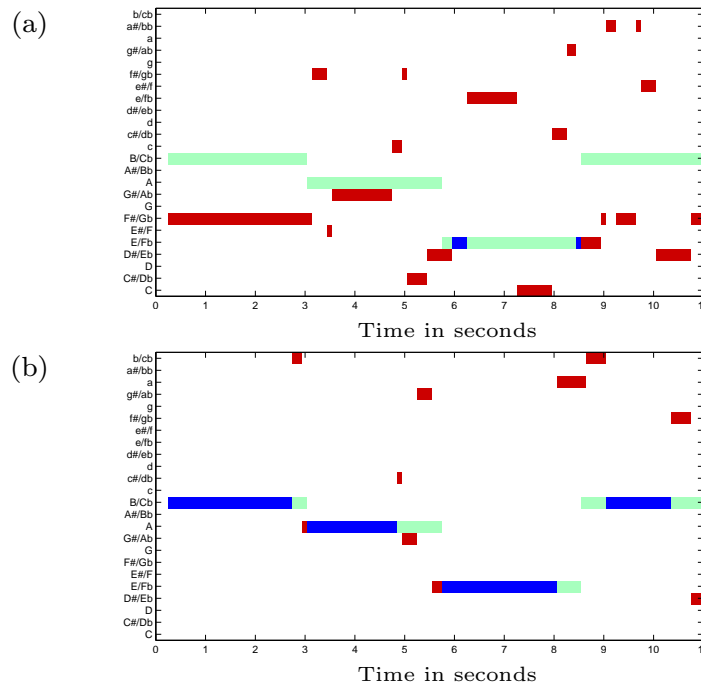 (a)
b/cb
a#/bb
a
g#/ab
g
f#/gb
e#/f
e/fb
d#/eb
d
c#/db
c
B/Cb
A#/Bb
A
G#/Ab
G
F#/Gb
E#/F
E/Fb
D#/Eb
D
C#/Db
C
0 1 2 3 4 5 6 7 8 9 10 11
Time in seconds
(b)
b/cb
a#/bb
a
g#/ab
g
f#/gb
e#/f
e/fb
d#/eb
d
c#/db
c
B/Cb
A#/Bb
A
G#/Ab
G
F#/Gb
E#/F
E/Fb
D#/Eb
D
C#/Db
C
0 1 2 3 4 5 6 7 8 9 10 11
Time in seconds